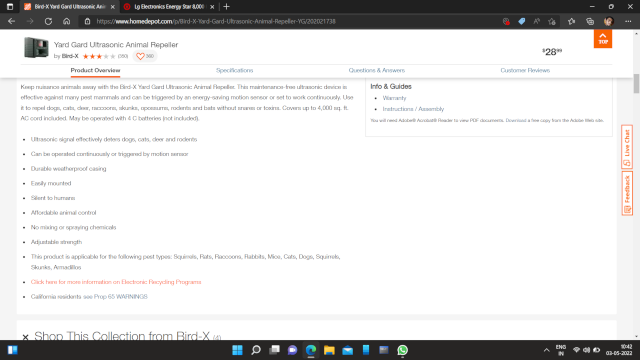 Bird-X Yard Gard Ultrasonic Anim
Lg Electronics Energy Star 8,000
https://www.homedepot.com/p/Bird-X-Yard-Gard-Ultrasonic-Animal-Repeller-YG/202021738
Yard Gard Ultrasonic Animal Repeller
by Bird-X
$28⁹⁹
TOP
Product Overview
Specifications
Questions & Answers
Customer Reviews
Keep nuisance animals away with the Bird-X Yard Gard Ultrasonic Animal Repeller. This maintenance-free ultrasonic device is
effective against many pest mammals and can be triggered by an energy-saving motion sensor or set to work continuously. Use
it to repel dogs, cats, deer, raccoons, skunks, opossums, rodents and bats without snares or toxins. Covers up to 4,000 sq. ft.
AC cord included. May be operated with 4 C batteries (not included).
Ultrasonic signal effectively deters dogs, cats, deer and rodents
Can be operated continuously or triggered by motion sensor
Durable weatherproof casing
Easily mounted
Silent to humans
Affordable animal control
No mixing or spraying chemicals
Adjustable strength
This product is applicable for the following pest types: Squirrels, Rats, Raccoons, Rabbits, Mice, Cats, Dogs, Squirrels,
Skunks, Armadillos
Click here for more information on Electronic Recycling Programs
California residents see Prop 65 WARNINGS
Info & Guides
Warranty
Instructions / Assembly
You will need Adobe® Acrobat® Reader to view PDF documents. Download a free copy from the Adobe Web site.
Live Chat
Feedback
Shop This Collection from Bird-X (4)
ENG
IN
10:42
03-05-2022